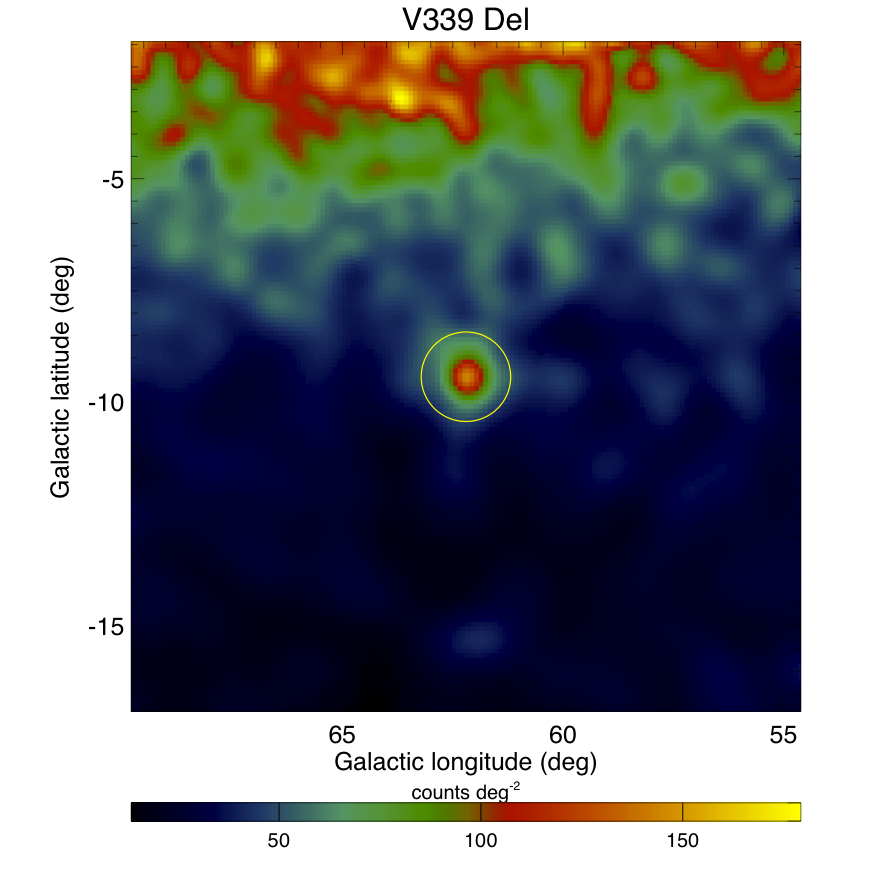 V339 Del
-5
-10
-15
Galactic latitude (deg)
65 60 55
Galactic longitude (deg)
counts deg-2
50 100 150